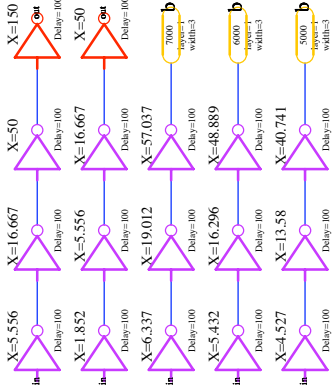 X=5.556 X=16.667 X=50 X=150
in out
Delay=100 Delay=100 Delay=100 Delay=100
X=1.852 X=5.556 X=16.667 X=50
in out
Delay=100 Delay=100 Delay=100 Delay=100
X=6.337 X=19.012 X=57.037 b
in 7000
Delay=100 Delay=100 Delay=100 layer=1
width=3
X=5.432 X=16.296 X=48.889 b
in 6000
Delay=100 Delay=100 Delay=100 layer=1
width=3
X=4.527 X=13.58 X=40.741 b
in 5000
Delay=100 Delay=100 Delay=100 layer=1
width=3